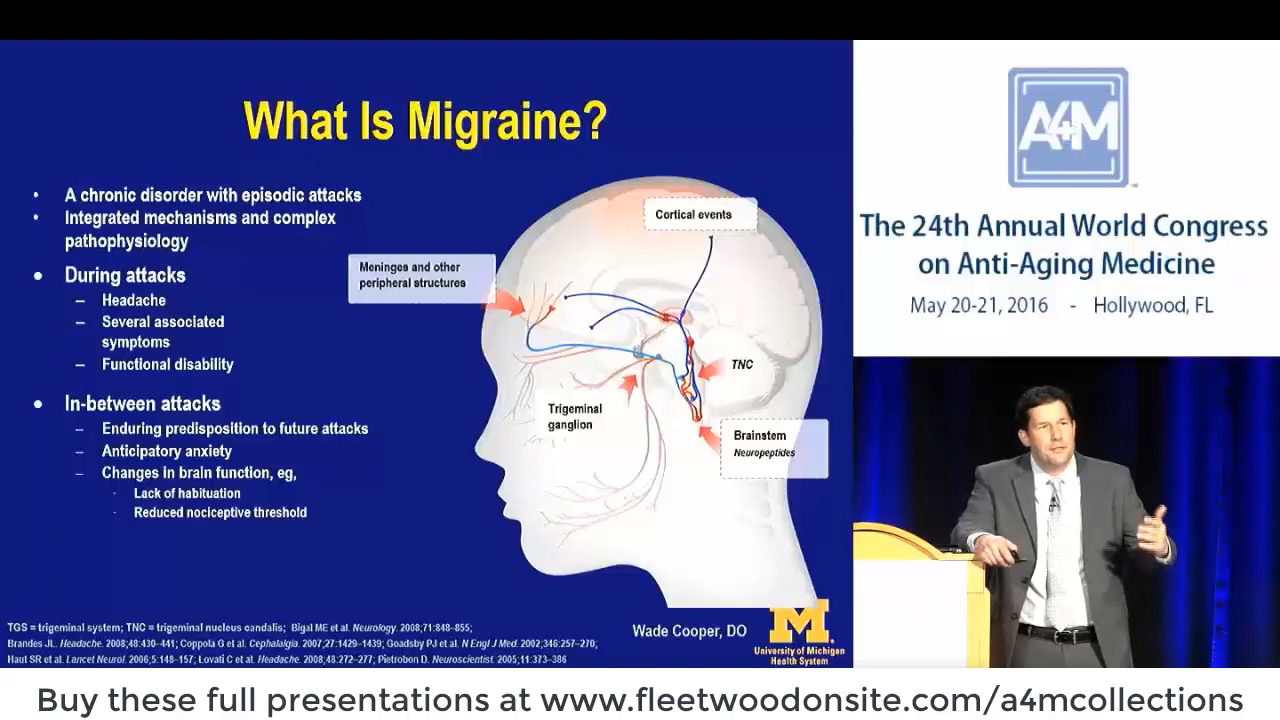 What Is Migraine?
• A chronic disorder with episodic attacks
• Integrated mechanisms and complex
pathophysiology
● During attacks
– Headache
– Several associated
symptoms
– Functional disability
● In-between attacks
– Enduring predisposition to future attacks
– Anticipatory anxiety
– Changes in brain function, eg,
· Lack of habituation
· Reduced nociceptive threshold
Cortical events
Meninges and other
peripheral structures
TNC
Trigeminal
ganglion
Brainstem
Neuropeptides
TGS = trigeminal system; TNC = trigeminal nucleus candalis; Bigal ME et al. Neurology. 2008;71:848–855;
Brandes JL. Headache. 2008;48:430–441; Coppola G et al. Cephalalgia. 2007;27:1429–1439; Goadsby PJ et al. N Engl J Med. 2002;346:257–270;
Haut SR et al. Lancet Neurol. 2006;5:148–157; Lovati C et al. Headache. 2008;48:272–277; Pietrobon D. Neuroscientist. 2005;11:373–386
Wade Cooper, DO
M
University of Michigan
Health System
A4M
The 24th Annual World Congress
on Anti-Aging Medicine
May 20-21, 2016 - Hollywood, FL
Buy these full presentations at www.fleetwoodonsite.com/a4mcollections